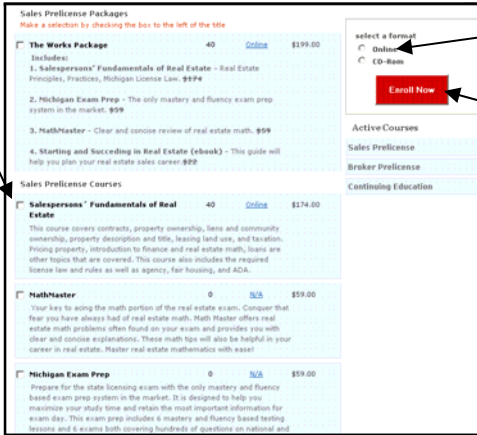 Sales Prelicense Packages
Make a selection by checking the box to the left of the title
The Works Package 40 Online $199.00
Includes:
1. Salespersons' Fundamentals of Real Estate - Real Estate
Principles, Practices, Michigan License Law. $174
2. Michigan Exam Prep - The only mastery and fluency exam prep
system in the market. $59
3. MathMaster - Clear and concise review of real estate math. $59
4. Starting and Succeding in Real Estate (ebook) - This guide will
help you plan your real estate sales career. $22
Sales Prelicense Courses
Salespersons' Fundamentals of Real 40 Online $174.00
Estate
This course covers contracts, property ownership, liens and community
ownership, property description and title, leasing land use, and taxation.
Pricing property, introduction to finance and real estate math, loans are
other topics that are covered. This course also includes the required
license law and rules as well as agency, fair housing, and ADA.
MathMaster 0 N/A $59.00
Your key to acing the math portion of the real estate exam. Conquer that
fear you have always had of real estate math. Math Master offers real
estate math problems often found on your exam and provides you with
clear and concise explanations. These math tips will also be helpful in your
career in real estate. Master real estate mathematics with ease!
Michigan Exam Prep 0 N/A $59.00
Prepare for the state licensing exam with the only mastery and fluency
based exam prep system in the market. It is designed to help you
maximize your study time and retain the most important information for
exam day. This exam prep includes 6 mastery and fluency based testing
lessons and 6 exams both covering hundreds of questions on national and
select a format
Online
CD-Rom
Enroll Now
Active Courses
Sales Prelicense
Broker Prelicense
Continuing Education